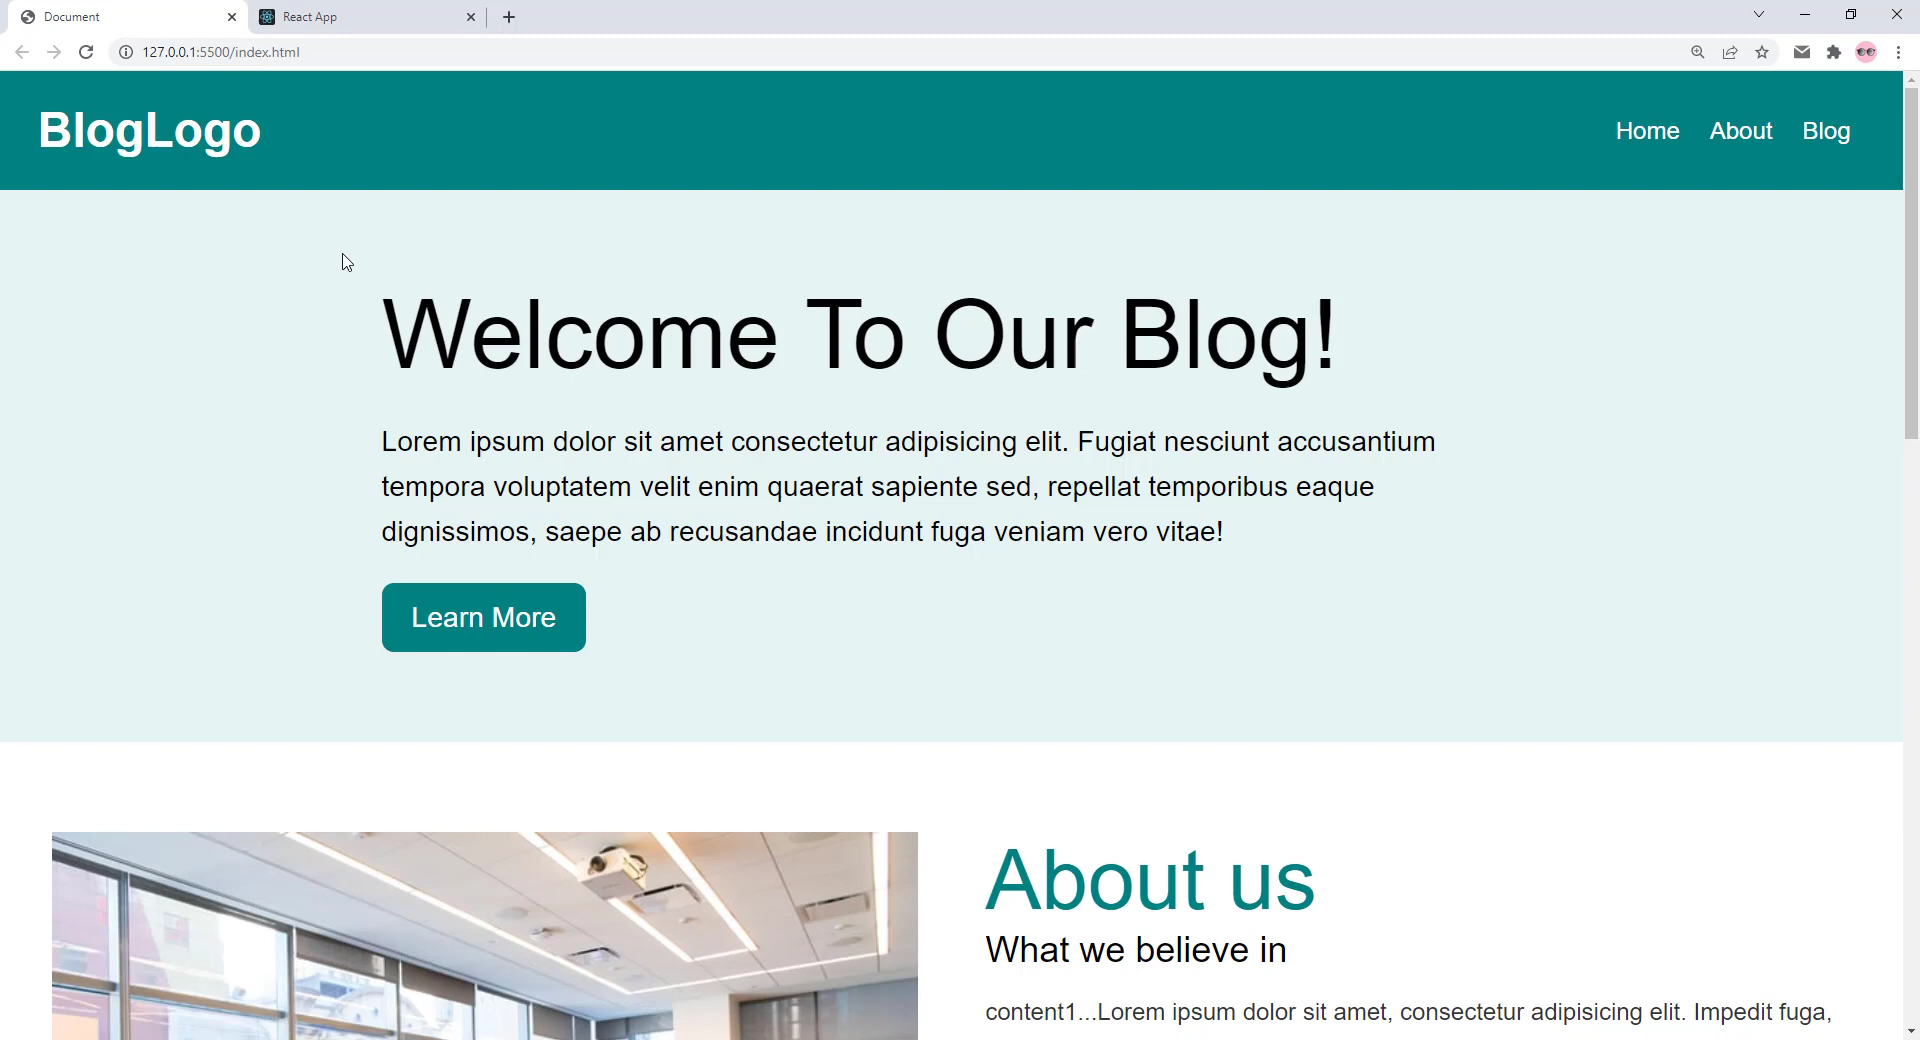 Document
React App
127.0.0.1:5500/index.html
BlogLogo
Home About Blog
Welcome To Our Blog!
Lorem ipsum dolor sit amet consectetur adipisicing elit. Fugiat nesciunt accusantium
tempora voluptatem velit enim quaerat sapiente sed, repellat temporibus eaque
dignissimos, saepe ab recusandae incidunt fuga veniam vero vitae!
Learn More
About us
What we believe in
content1...Lorem ipsum dolor sit amet, consectetur adipisicing elit. Impedit fuga,